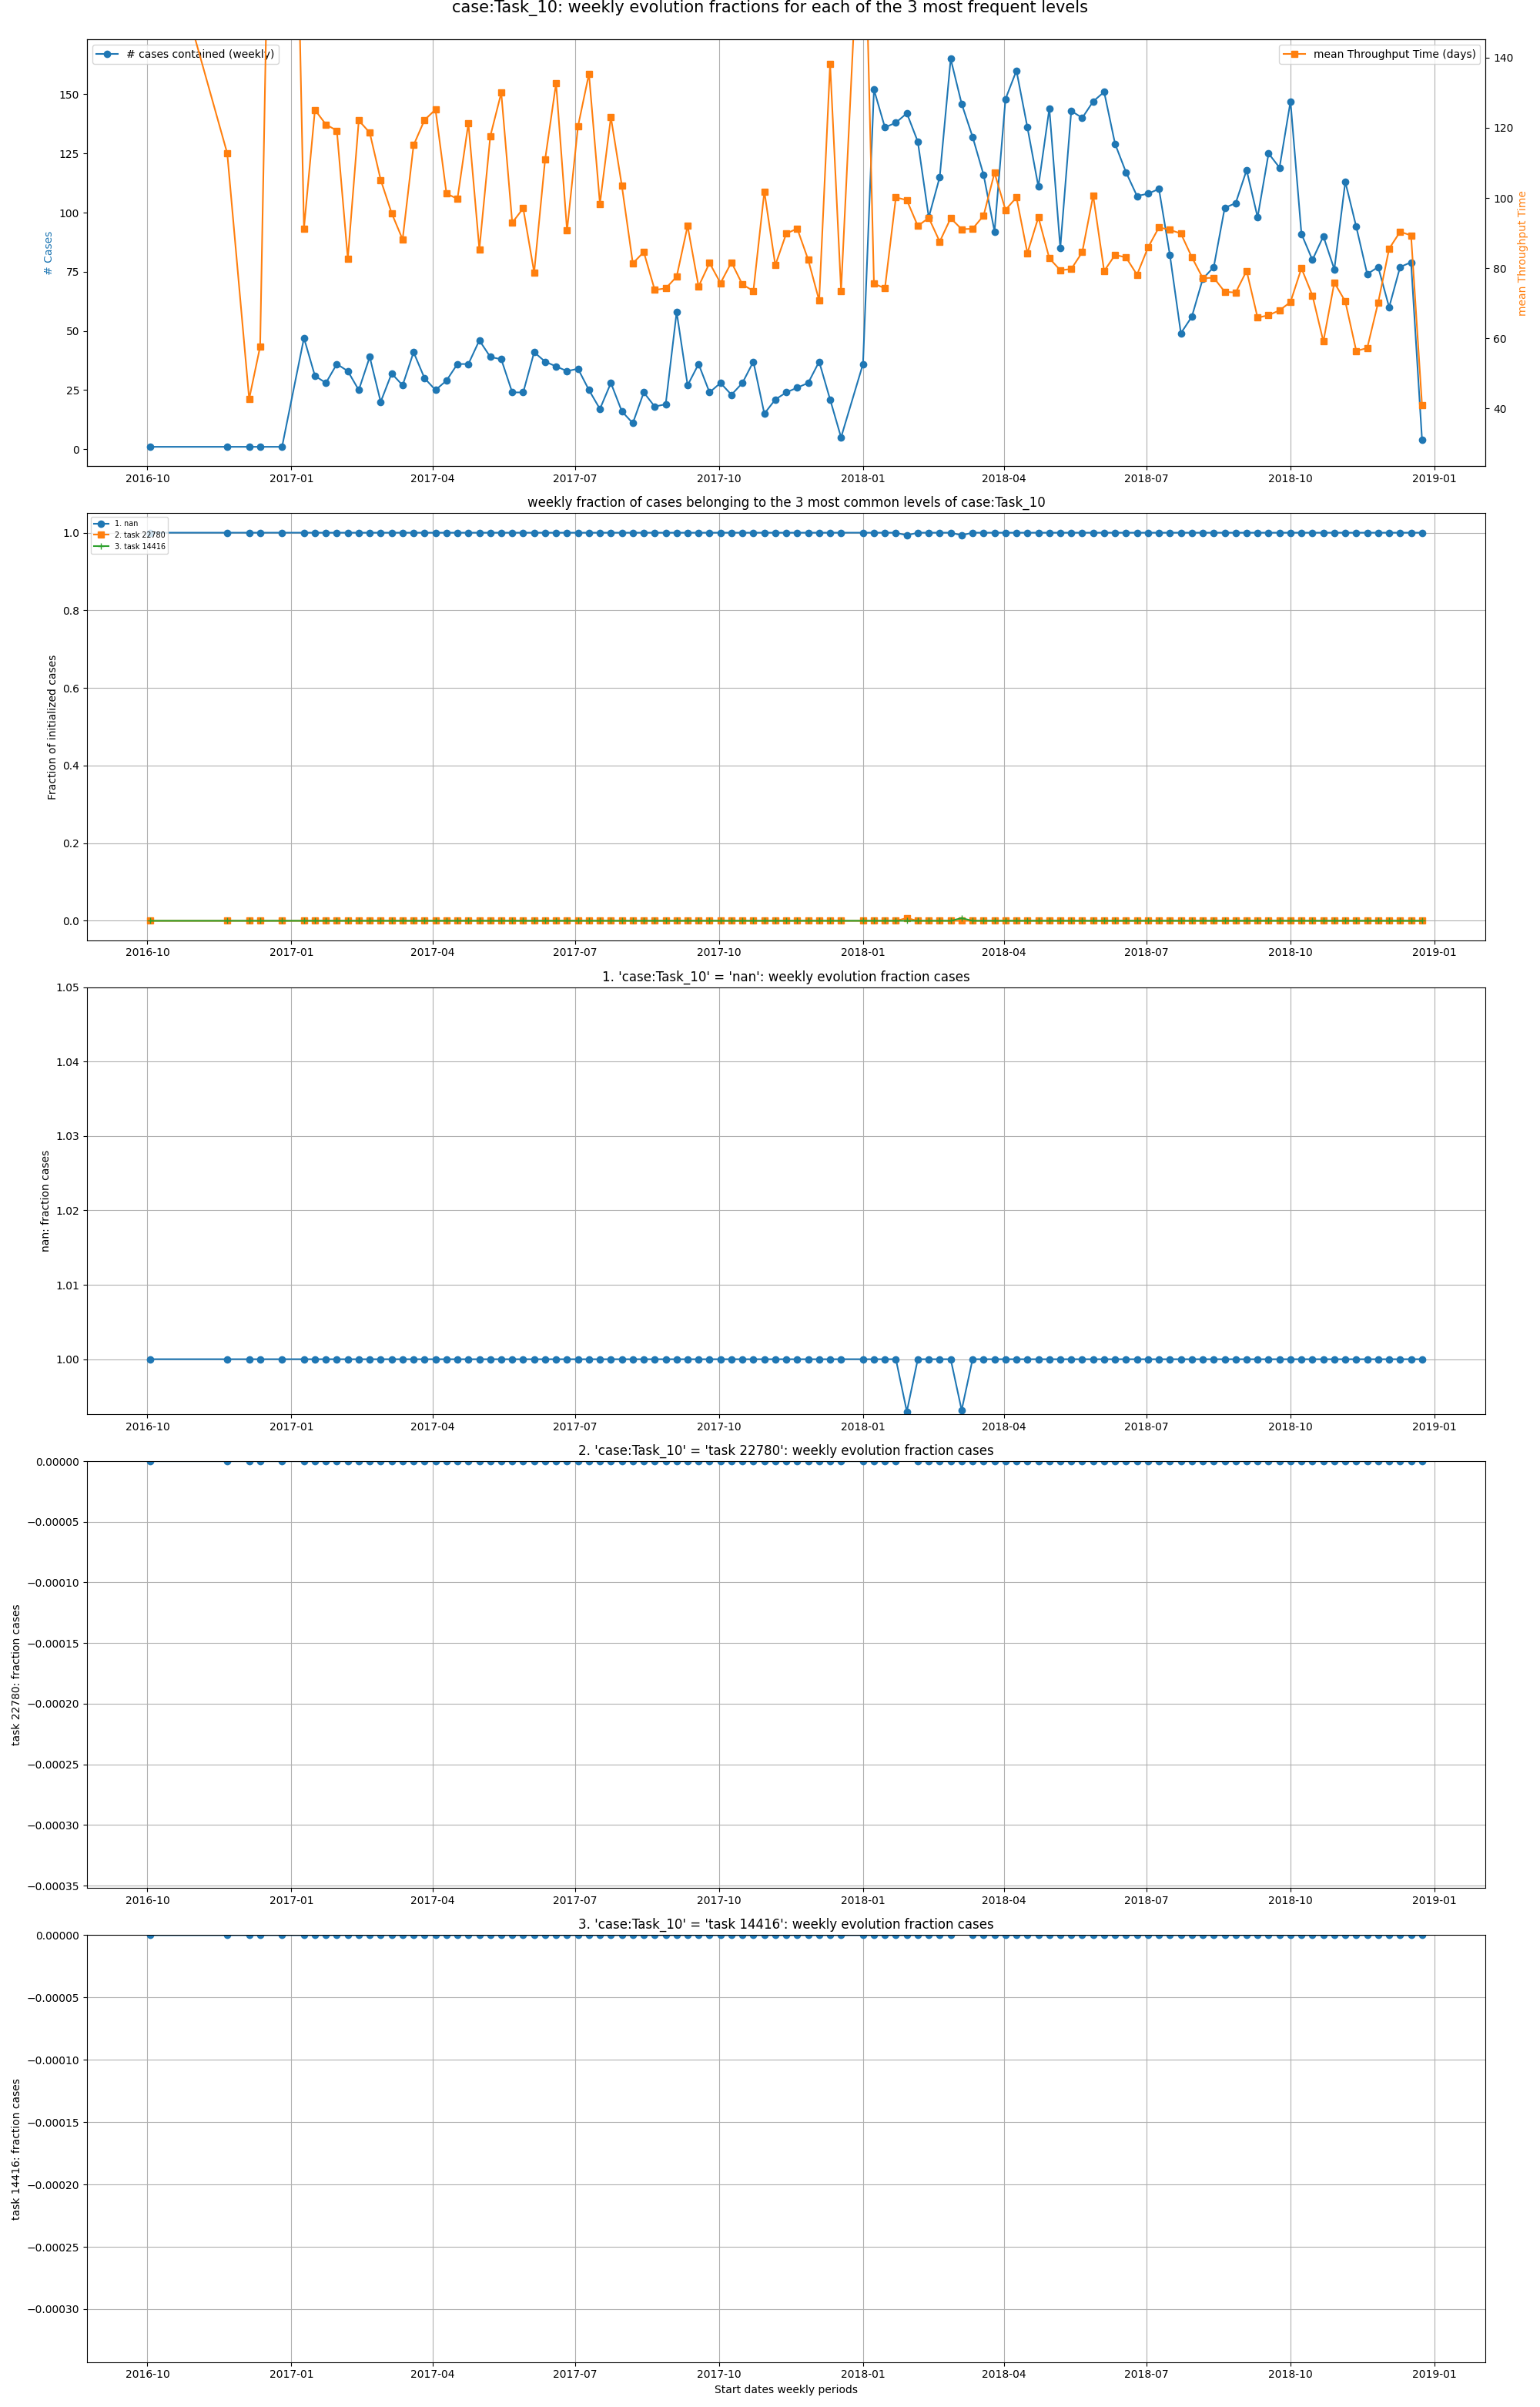 case:Task_10: weekly evolution fractions for each of the 3 most frequent levels
# cases contained (weekly)
mean Throughput Time (days)
# Cases
mean Throughput Time
150
125
100
75
50
25
0
140
120
100
80
60
40
2016-10 2017-01 2017-04 2017-07 2017-10 2018-01 2018-04 2018-07 2018-10 2019-01
weekly fraction of cases belonging to the 3 most common levels of case:Task_10
1. nan
2. task 22780
3. task 14416
Fraction of initialized cases
1.0
0.8
0.6
0.4
0.2
0.0
2016-10 2017-01 2017-04 2017-07 2017-10 2018-01 2018-04 2018-07 2018-10 2019-01
1. 'case:Task_10' = 'nan': weekly evolution fraction cases
nan: fraction cases
1.05
1.04
1.03
1.02
1.01
1.00
2016-10 2017-01 2017-04 2017-07 2017-10 2018-01 2018-04 2018-07 2018-10 2019-01
2. 'case:Task_10' = 'task 22780': weekly evolution fraction cases
task 22780: fraction cases
0.00000
−0.00005
−0.00010
−0.00015
−0.00020
−0.00025
−0.00030
−0.00035
2016-10 2017-01 2017-04 2017-07 2017-10 2018-01 2018-04 2018-07 2018-10 2019-01
3. 'case:Task_10' = 'task 14416': weekly evolution fraction cases
task 14416: fraction cases
0.00000
−0.00005
−0.00010
−0.00015
−0.00020
−0.00025
−0.00030
2016-10 2017-01 2017-04 2017-07 2017-10 2018-01 2018-04 2018-07 2018-10 2019-01
Start dates weekly periods